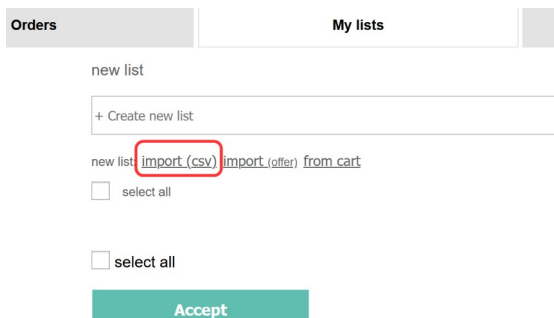 Orders My lists
new list
+ Create new list
new list: import (csv) import (offer) from cart
select all
select all
Accept